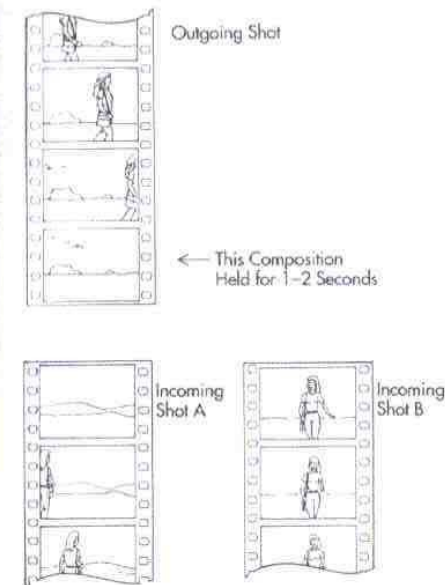 Outgoing Shot
This Composition
Held for 1–2 Seconds
Incoming
Shot A
Incoming
Shot B